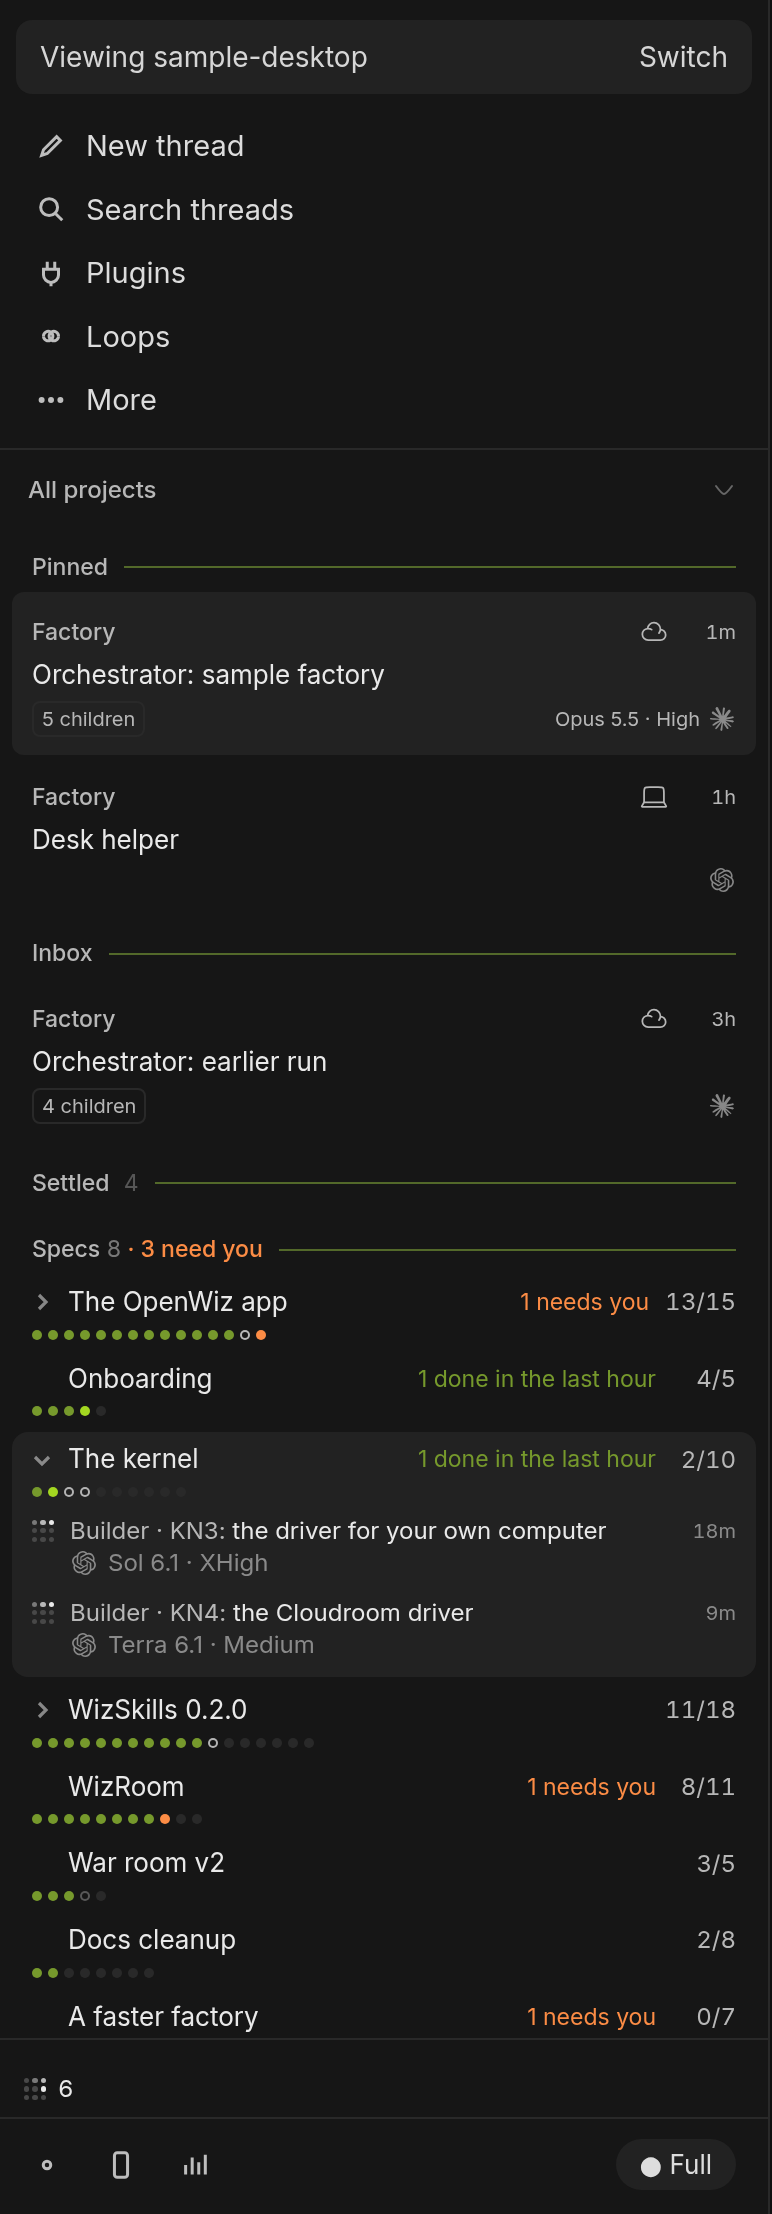 Viewing sample-desktop Switch
New thread
Search threads
Plugins
Loops
More
All projects
Pinned
Factory 1m
Orchestrator: sample factory
5 children Opus 5.5 · High
Factory 1h
Desk helper
Inbox
Factory 3h
Orchestrator: earlier run
4 children
Settled 4
Specs 8 · 3 need you
The OpenWiz app 1 needs you 13/15
Onboarding 1 done in the last hour 4/5
The kernel 1 done in the last hour 2/10
Builder · KN3: the driver for your own computer 18m
Sol 6.1 · XHigh
Builder · KN4: the Cloudroom driver 9m
Terra 6.1 · Medium
WizSkills 0.2.0 11/18
WizRoom 1 needs you 8/11
War room v2 3/5
Docs cleanup 2/8
A faster factory 1 needs you 0/7
6
Full